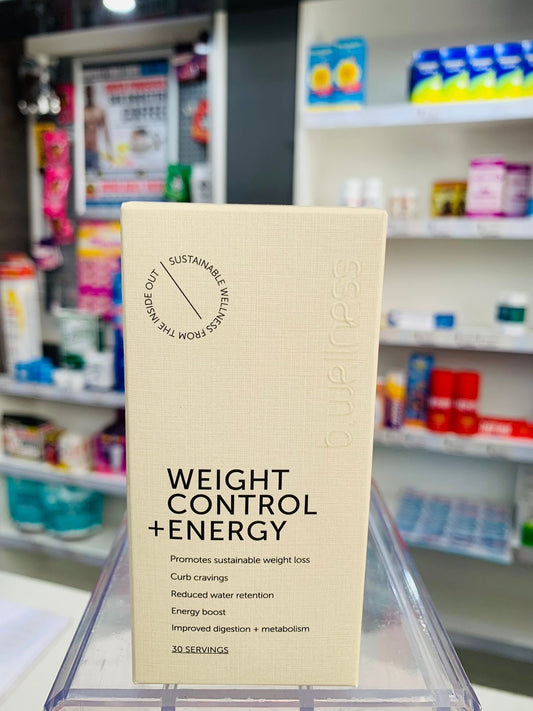 SUSTAINABLE WELLNESS FROM THE INSIDE OUT
WEIGHT
CONTROL
+ENERGY
Promotes sustainable weight loss
Curb cravings
Reduced water retention
Energy boost
Improved digestion + metabolism
30 SERVINGS